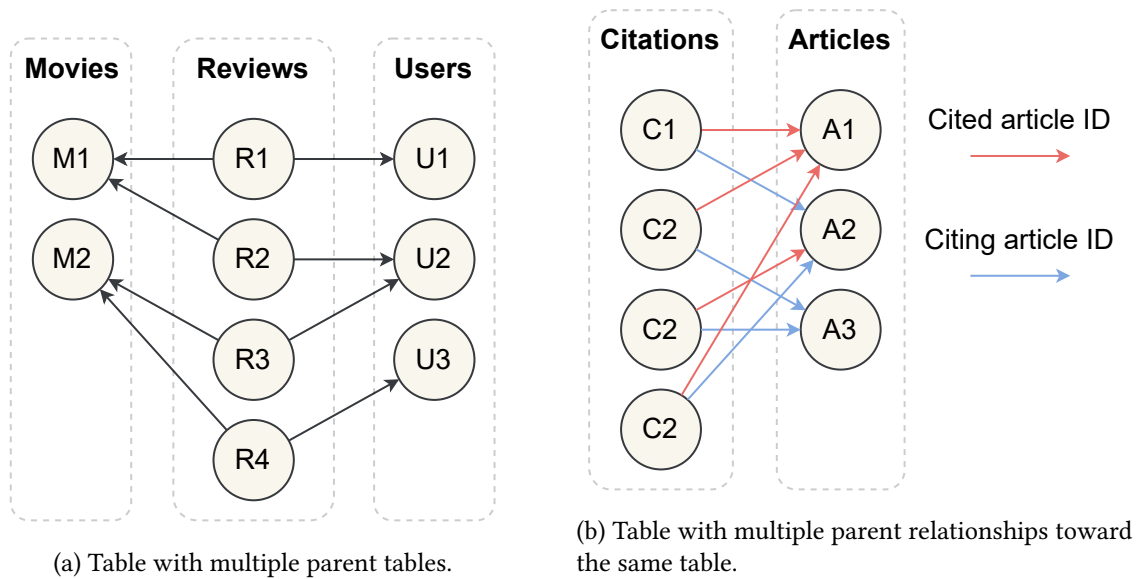 Movies
Reviews
Users
M1
R1
U1
M2
R2
U2
R3
U3
R4
(a) Table with multiple parent tables.
Citations
Articles
C1
A1
C2
A2
C2
A3
C2
Cited article ID
Citing article ID
(b) Table with multiple parent relationships toward
the same table.